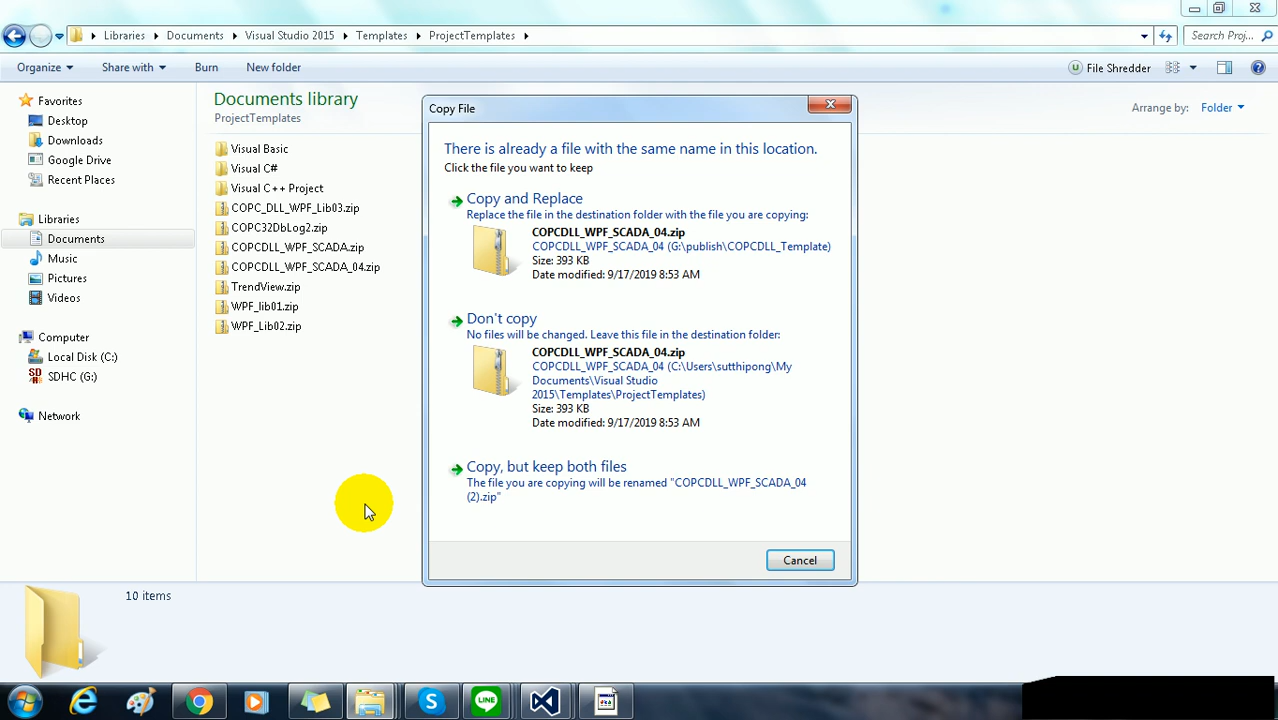 Libraries Documents Visual Studio 2015 Templates ProjectTemplates
Search Proj...
Organize Share with Burn New folder
File Shredder
Favorites
Desktop
Downloads
Google Drive
Recent Places
Libraries
Documents
Music
Pictures
Videos
Computer
Local Disk (C:)
SDHC (G:)
Network
Documents library
ProjectTemplates
Arrange by: Folder
Visual Basic
Visual C#
Visual C++ Project
COPC_DLL_WPF_Lib03.zip
COPC32DbLog2.zip
COPCDLL_WPF_SCADA.zip
COPCDLL_WPF_SCADA_04.zip
TrendView.zip
WPF_lib01.zip
WPF_Lib02.zip
Copy File
There is already a file with the same name in this location.
Click the file you want to keep
Copy and Replace
Replace the file in the destination folder with the file you are copying:
COPCDLL_WPF_SCADA_04.zip
COPCDLL_WPF_SCADA_04 (G:\publish\COPCDLL_Template)
Size: 393 KB
Date modified: 9/17/2019 8:53 AM
Don't copy
No files will be changed. Leave this file in the destination folder:
COPCDLL_WPF_SCADA_04.zip
COPCDLL_WPF_SCADA_04 (C:\Users\sutthipong\My
Documents\Visual Studio
2015\Templates\ProjectTemplates)
Size: 393 KB
Date modified: 9/17/2019 8:53 AM
Copy, but keep both files
The file you are copying will be renamed "COPCDLL_WPF_SCADA_04
(2).zip"
Cancel
10 items
SD
LINE